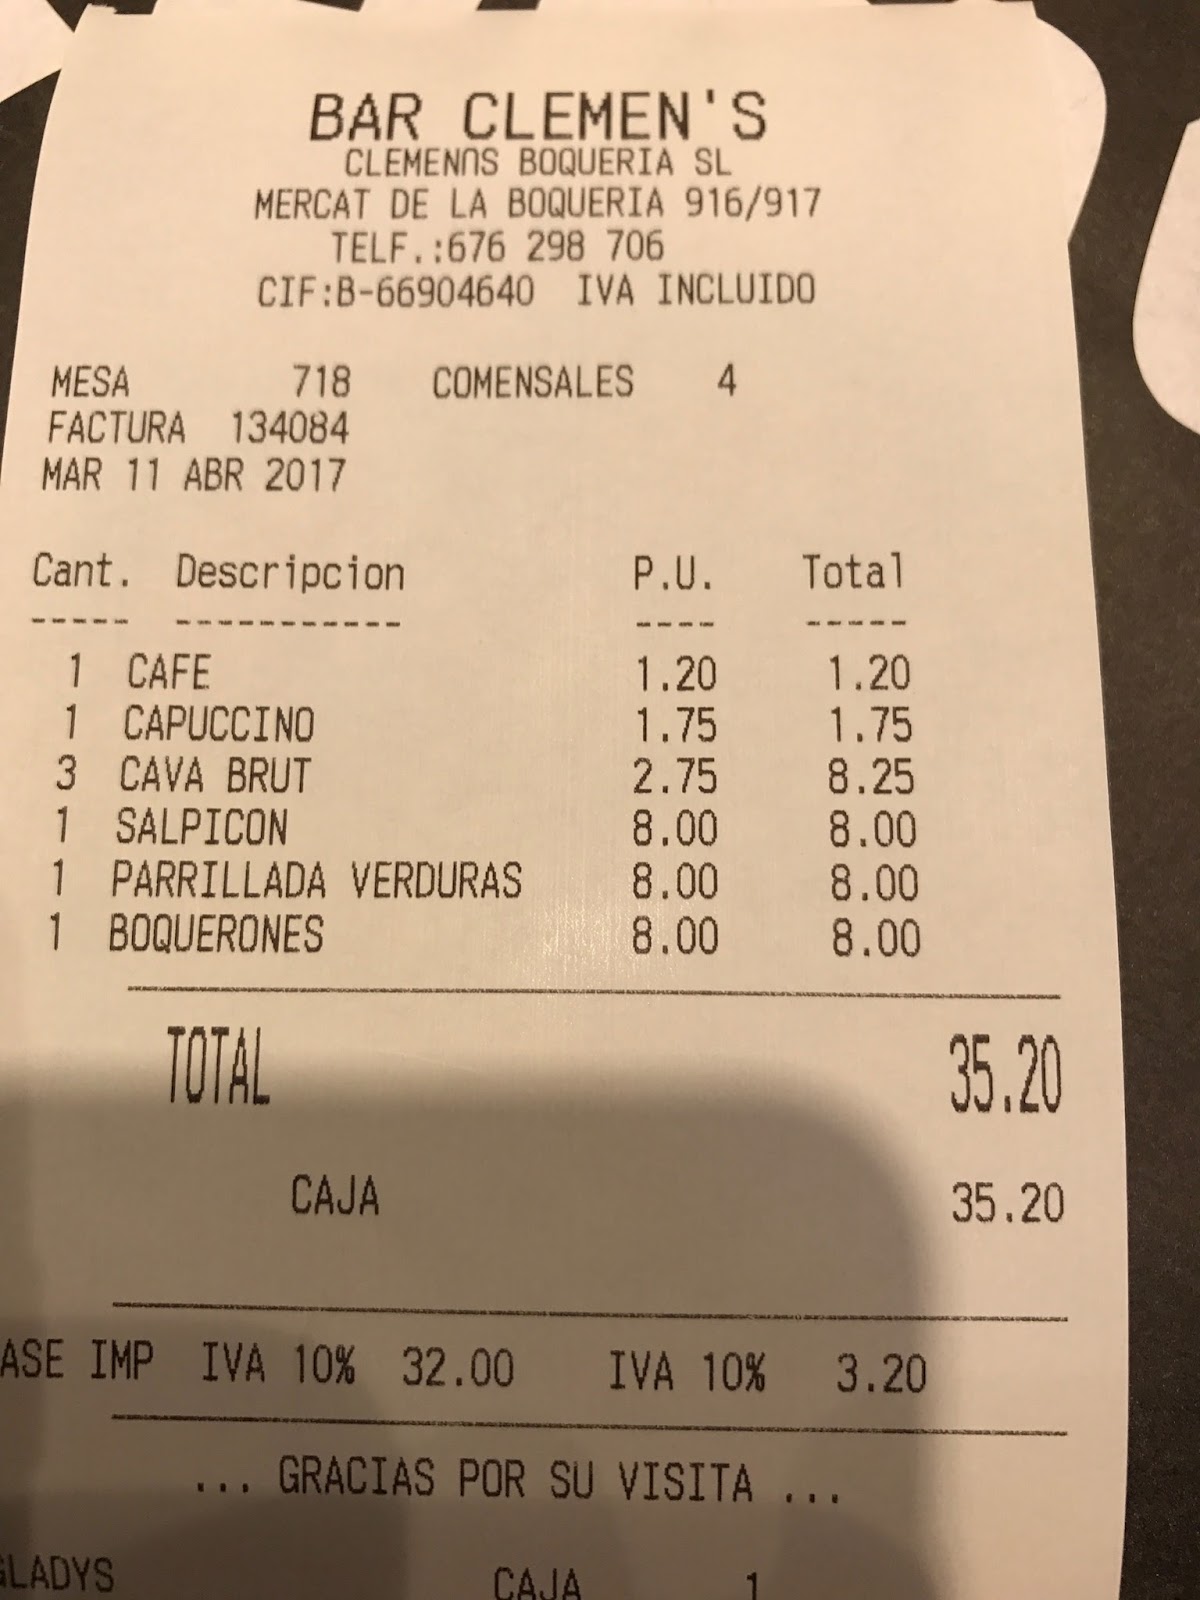 BAR CLEMEN'S
CLEMENOS BOQUERIA SL
MERCAT DE LA BOQUERIA 916/917
TELF.:676 298 706
CIF:B-66904640 IVA INCLUIDO
MESA 718 COMENSALES 4
FACTURA 134084
MAR 11 ABR 2017
Cant. Descripcion P.U. Total
----- ----------- ---- -----
1 CAFE 1.20 1.20
1 CAPUCCINO 1.75 1.75
3 CAVA BRUT 2.75 8.25
1 SALPICON 8.00 8.00
1 PARRILLADA VERDURAS 8.00 8.00
1 BOQUERONES 8.00 8.00
TOTAL 35.20
CAJA 35.20
ASE IMP IVA 10% 32.00 IVA 10% 3.20
... GRACIAS POR SU VISITA ...
GLADYS CAJA 1